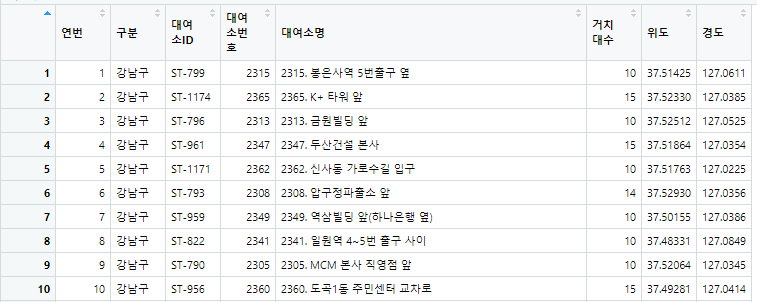 연번 구분 대여소ID 대여소번호 대여소명 거치대수 위도 경도
1 1 강남구 ST-799 2315 2315. 봉은사역 5번출구 옆 10 37.51425 127.0611
2 2 강남구 ST-1174 2365 2365. K+ 타워 앞 15 37.52330 127.0385
3 3 강남구 ST-796 2313 2313. 금원빌딩 앞 10 37.52512 127.0525
4 4 강남구 ST-961 2347 2347. 두산건설 본사 15 37.51864 127.0354
5 5 강남구 ST-1171 2362 2362. 신사동 가로수길 입구 10 37.51763 127.0225
6 6 강남구 ST-793 2308 2308. 압구정파출소 앞 14 37.52930 127.0356
7 7 강남구 ST-959 2349 2349. 역삼빌딩 앞(하나은행 옆) 10 37.50155 127.0386
8 8 강남구 ST-822 2341 2341. 일원역 4~5번 출구 사이 10 37.48331 127.0849
9 9 강남구 ST-790 2305 2305. MCM 본사 직영점 앞 10 37.52064 127.0345
10 10 강남구 ST-956 2360 2360. 도곡1동 주민센터 교차로 15 37.49281 127.0414